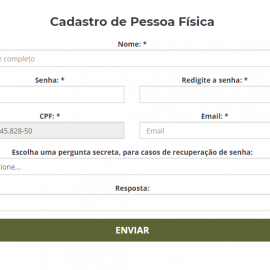 Cadastro de Pessoa Física
Nome: *
completo
Senha: *
Redigite a senha: *
CPF: *
Email: *
45.828-50
Email
Escolha uma pergunta secreta, para casos de recuperação de senha:
Resposta:
ENVIAR